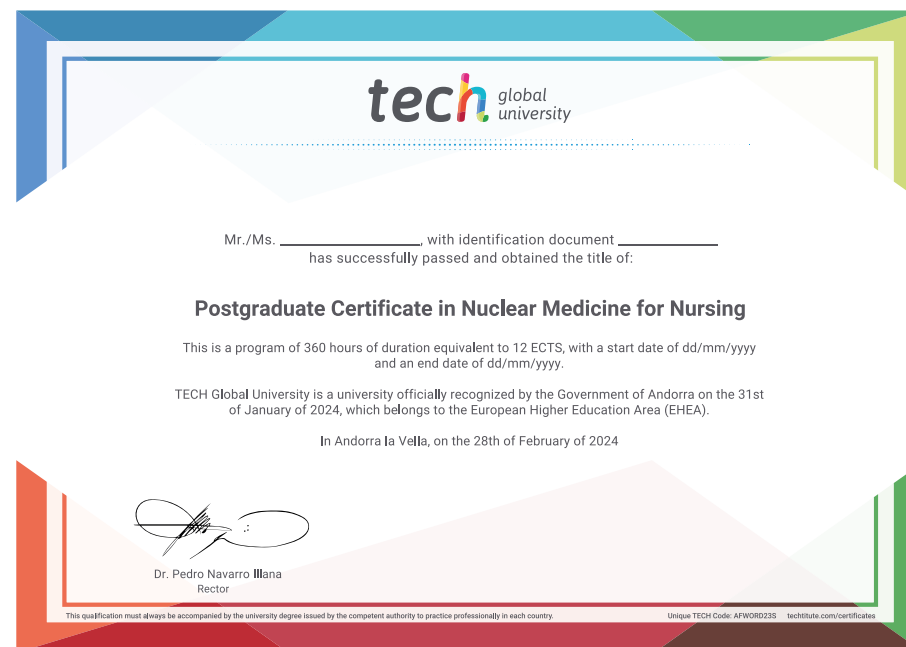 tech global
university
Mr./Ms. ____________________, with identification document ______________
has successfully passed and obtained the title of:
Postgraduate Certificate in Nuclear Medicine for Nursing
This is a program of 360 hours of duration equivalent to 12 ECTS, with a start date of dd/mm/yyyy
and an end date of dd/mm/yyyy.
TECH Global University is a university officially recognized by the Government of Andorra on the 31st
of January of 2024, which belongs to the European Higher Education Area (EHEA).
In Andorra la Vella, on the 28th of February of 2024
Dr. Pedro Navarro Illana
Rector
This qualification must always be accompanied by the university degree issued by the competent authority to practice professionally in each country.
Unique TECH Code: AFWORD23S techtitute.com/certificates